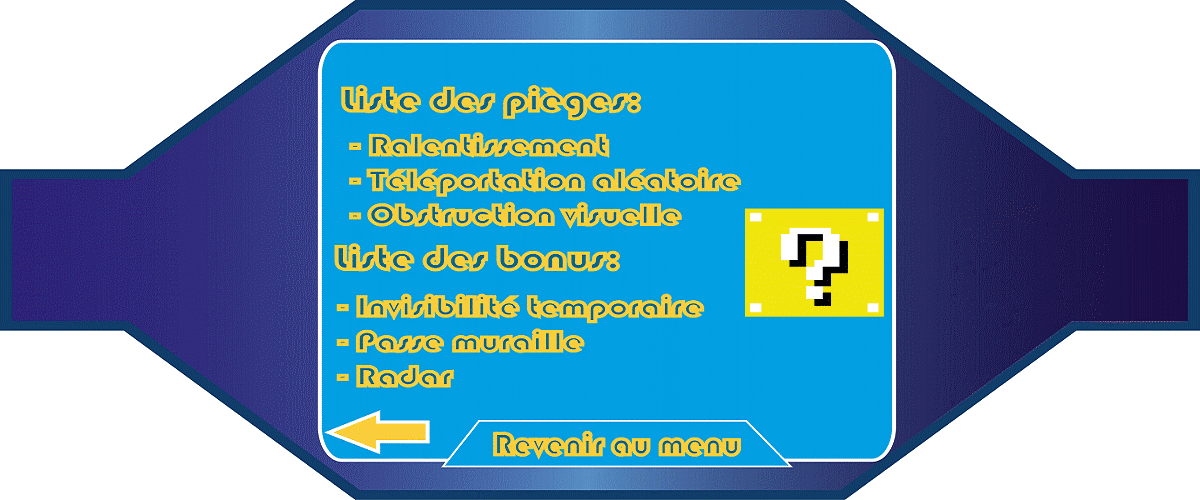 Liste des pièges:
- Ralentissement
- Téléportation aléatoire
- Obstruction visuelle
Liste des bonus:
- Invisibilité temporaire
- Passe muraille
- Radar
?
Revenir au menu